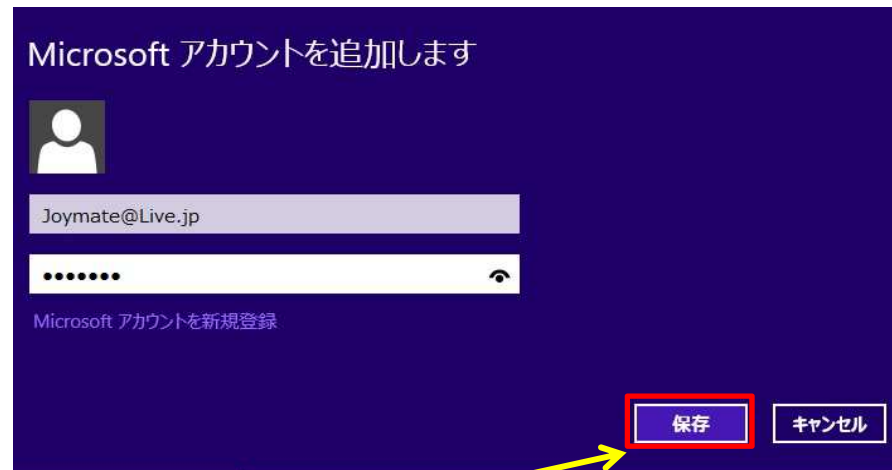 Microsoft アカウントを追加します
Joymate@Live.jp
•••••••
Microsoft アカウントを新規登録
保存
キャンセル